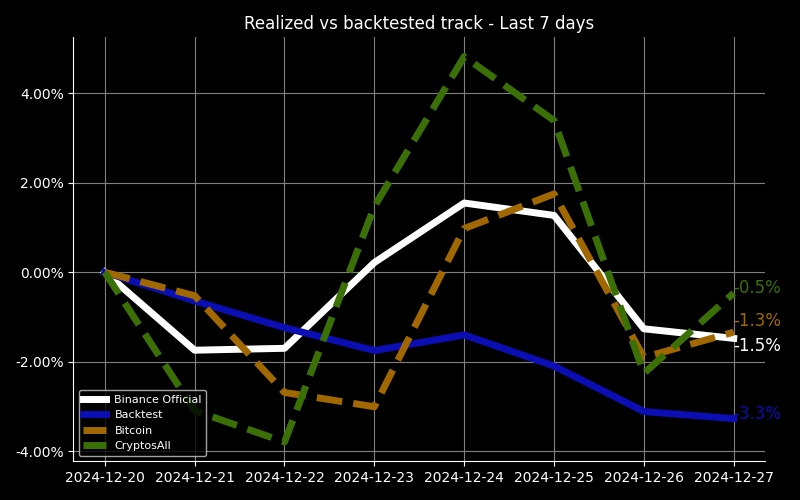 Realized vs backtested track - Last 7 days
4.00%
2.00%
0.00%
-2.00%
-4.00%
-0.5%
-1.3%
-1.5%
-3.3%
Binance Official
Backtest
Bitcoin
CryptosAll
2024-12-20 2024-12-21 2024-12-22 2024-12-23 2024-12-24 2024-12-25 2024-12-26 2024-12-27